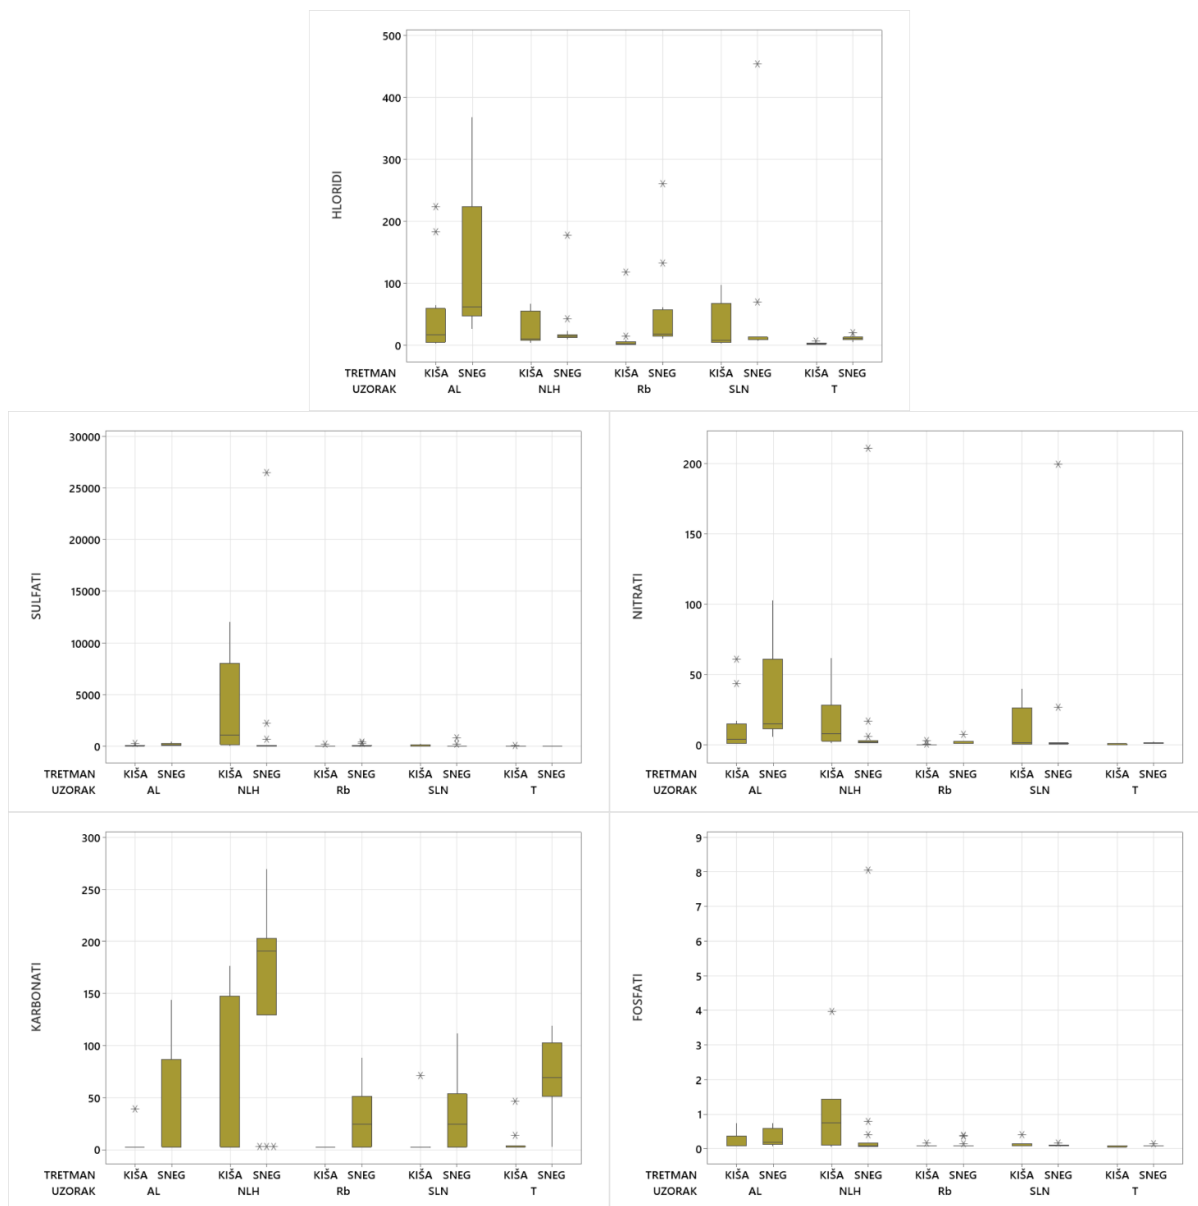 500
400
300
200
100
0
HLORIDI
TRETMAN KIŠA SNEG KIŠA SNEG KIŠA SNEG KIŠA SNEG KIŠA SNEG
UZORAK AL NLH Rb SLN T
30000
25000
20000
15000
10000
5000
0
SULFATI
TRETMAN KIŠA SNEG KIŠA SNEG KIŠA SNEG KIŠA SNEG KIŠA SNEG
UZORAK AL NLH Rb SLN T
200
150
100
50
0
NITRATI
TRETMAN KIŠA SNEG KIŠA SNEG KIŠA SNEG KIŠA SNEG KIŠA SNEG
UZORAK AL NLH Rb SLN T
300
250
200
150
100
50
0
KARBONATI
TRETMAN KIŠA SNEG KIŠA SNEG KIŠA SNEG KIŠA SNEG KIŠA SNEG
UZORAK AL NLH Rb SLN T
9
8
7
6
5
4
3
2
1
0
FOSFATI
TRETMAN KIŠA SNEG KIŠA SNEG KIŠA SNEG KIŠA SNEG KIŠA SNEG
UZORAK AL NLH Rb SLN T